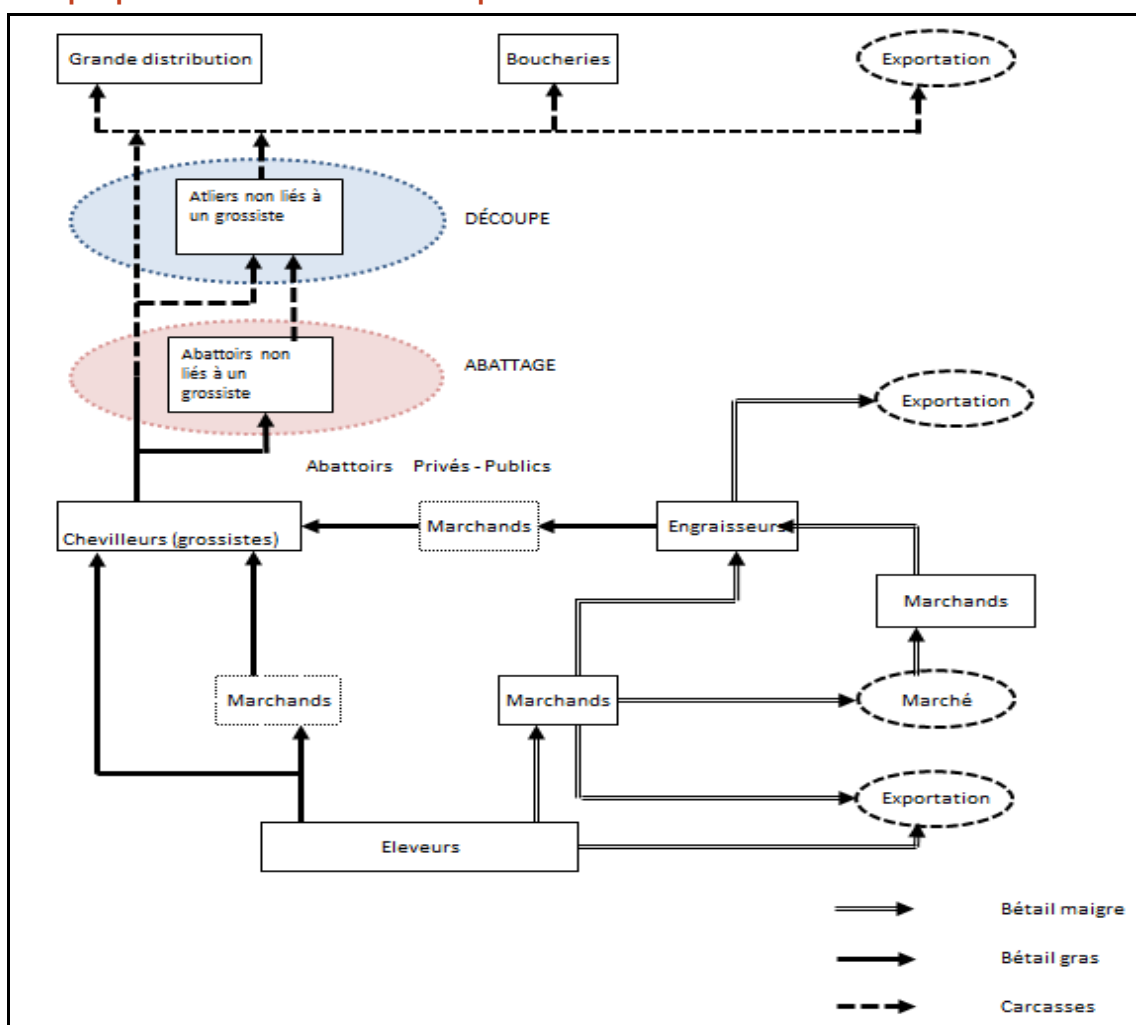 Grande distribution
Boucheries
Exportation
Atliers non liés à
un grossiste
DÉCOUPE
Abattoirs non
liés à un
grossiste
ABATTAGE
Exportation
Abattoirs Privés - Publics
Chevilleurs (grossistes)
Marchands
Engraisseurs
Marchands
Marchands
Marchands
Marché
Exportation
Eleveurs
Bétail maigre
Bétail gras
Carcasses